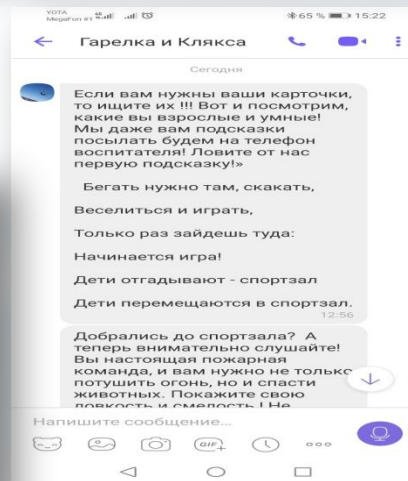 YOTA
MegaFon #1
65 % 15:22
Гарелка и Клякса
Сегодня
Если вам нужны ваши карточки,
то ищите их !!! Вот и посмотрим,
какие вы взрослые и умные!
Мы даже вам подсказки
посылать будем на телефон
воспитателя! Ловите от нас
первую подсказку!»
Бегать нужно там, скакать,
Веселиться и играть,
Только раз зайдешь туда:
Начинается игра!
Дети отгадывают - спортзал
Дети перемещаются в спортзал.
12:56
Добрались до спортзала? А
теперь внимательно слушайте!
Вы настоящая пожарная
команда, и вам нужно не только
потушить огонь, но и спасти
животных. Покажите свою
ловкость и смелость ! Не
Напишите сообщение...
GIF